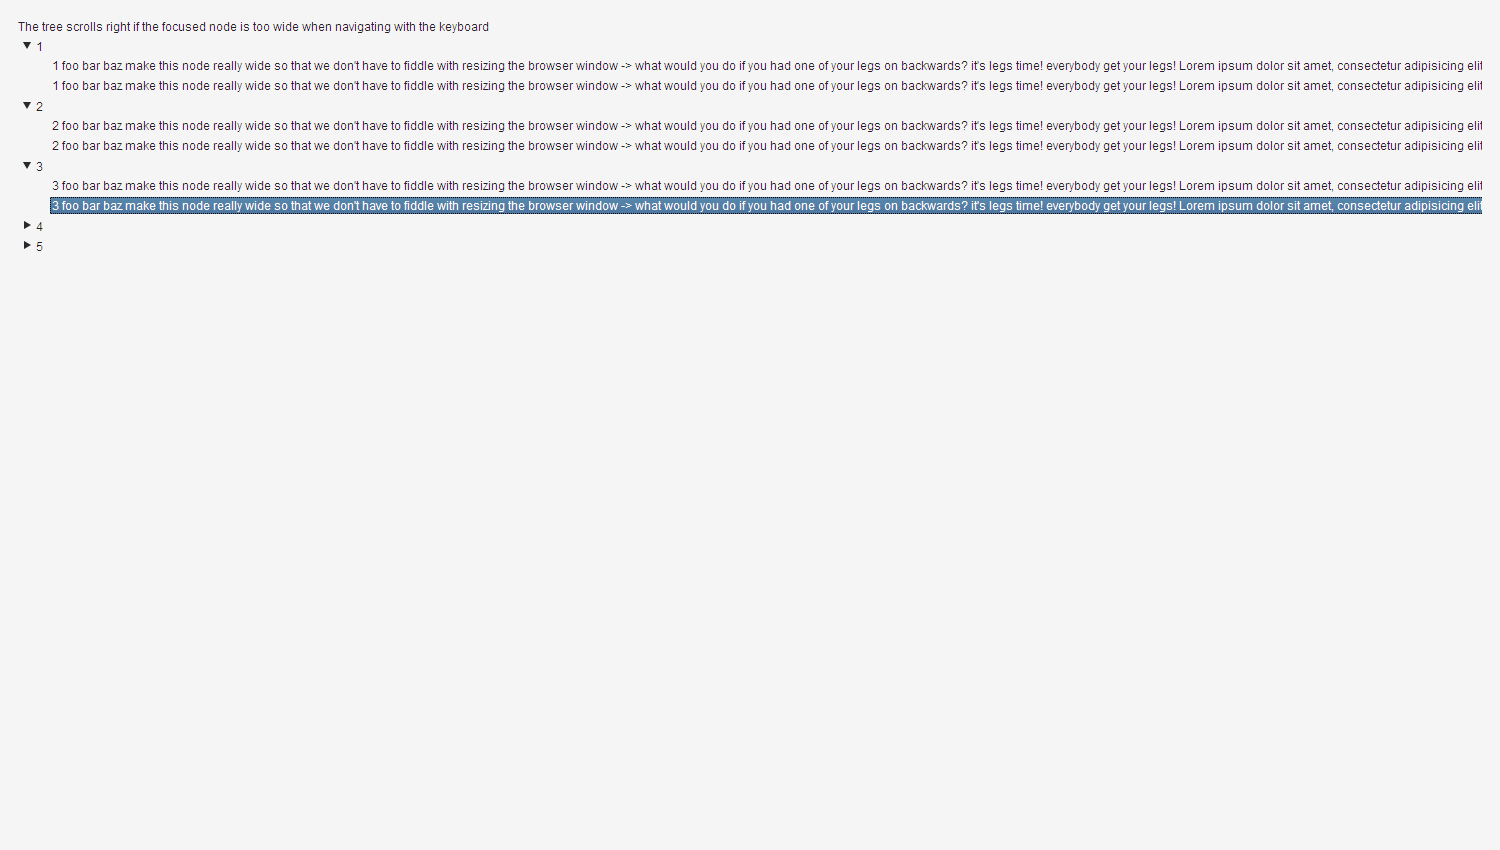 The tree scrolls right if the focused node is too wide when navigating with the keyboard
1
1 foo bar baz make this node really wide so that we don't have to fiddle with resizing the browser window -> what would you do if you had one of your legs on backwards? it's legs time! everybody get your legs! Lorem ipsum dolor sit amet, consectetur adipisicing elit
1 foo bar baz make this node really wide so that we don't have to fiddle with resizing the browser window -> what would you do if you had one of your legs on backwards? it's legs time! everybody get your legs! Lorem ipsum dolor sit amet, consectetur adipisicing elit
2
2 foo bar baz make this node really wide so that we don't have to fiddle with resizing the browser window -> what would you do if you had one of your legs on backwards? it's legs time! everybody get your legs! Lorem ipsum dolor sit amet, consectetur adipisicing elit
2 foo bar baz make this node really wide so that we don't have to fiddle with resizing the browser window -> what would you do if you had one of your legs on backwards? it's legs time! everybody get your legs! Lorem ipsum dolor sit amet, consectetur adipisicing elit
3
3 foo bar baz make this node really wide so that we don't have to fiddle with resizing the browser window -> what would you do if you had one of your legs on backwards? it's legs time! everybody get your legs! Lorem ipsum dolor sit amet, consectetur adipisicing elit
3 foo bar baz make this node really wide so that we don't have to fiddle with resizing the browser window -> what would you do if you had one of your legs on backwards? it's legs time! everybody get your legs! Lorem ipsum dolor sit amet, consectetur adipisicing elit
4
5